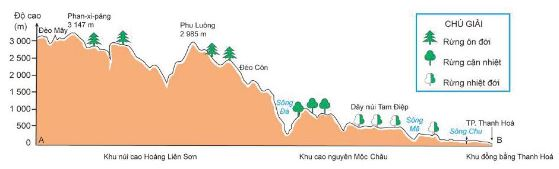 Độ cao
(m)
Phan-xi-păng
3 147 m
Đèo Mây
Phu Luông
2 985 m
Đèo Côn
3 000
2 500
2 000
1 500
1 000
500
0
A
Sông
Đà
Dãy núi Tam Điệp
Sông
Mã
Sông Chu
TP. Thanh Hoá
B
Khu núi cao Hoàng Liên Sơn
Khu cao nguyên Mộc Châu
Khu đồng bằng Thanh Hoá
CHÚ GIẢI
Rừng ôn đới
Rừng cận nhiệt
Rừng nhiệt đới